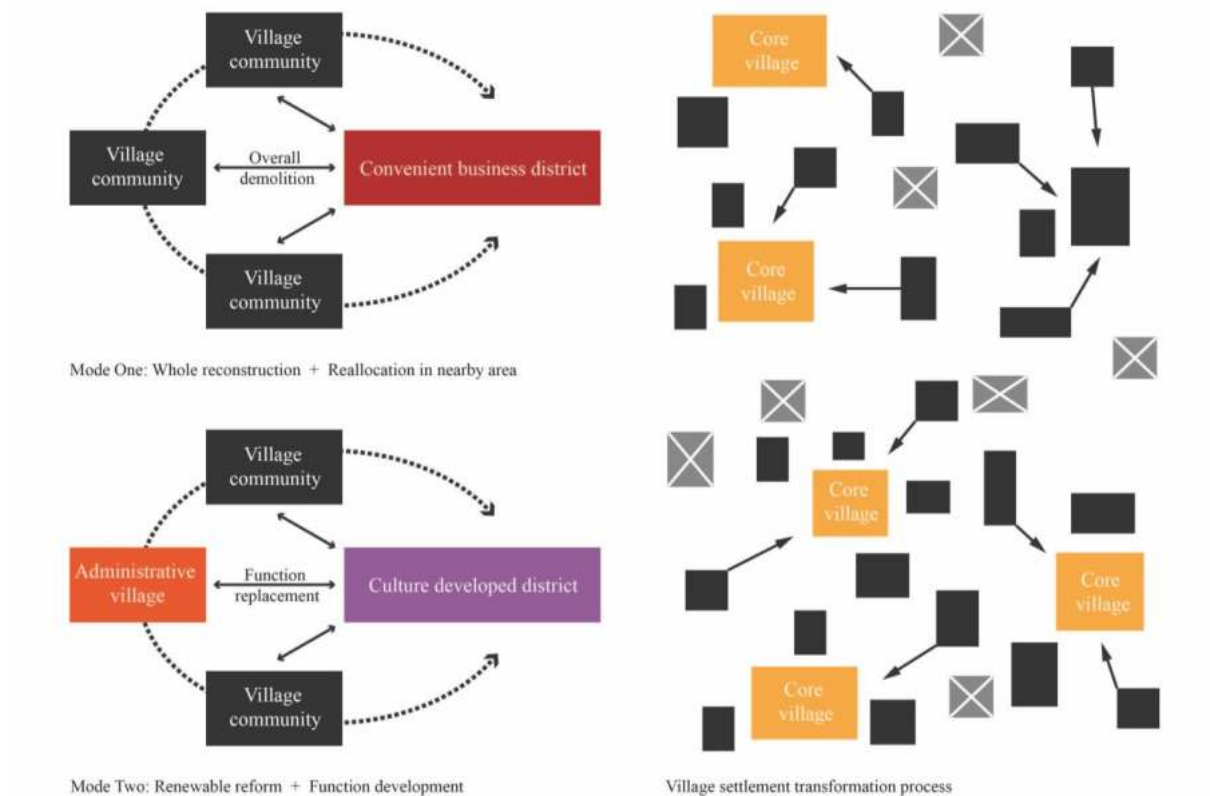 Village
community
Village
community
Overall
demolition
Convenient business district
Village
community
Mode One: Whole reconstruction + Reallocation in nearby area
Village
community
Administrative
village
Function
replacement
Culture developed district
Village
community
Mode Two: Renewable reform + Function development
Core
village
Core
village
Core
village
Core
village
Core
village
Village settlement transformation process